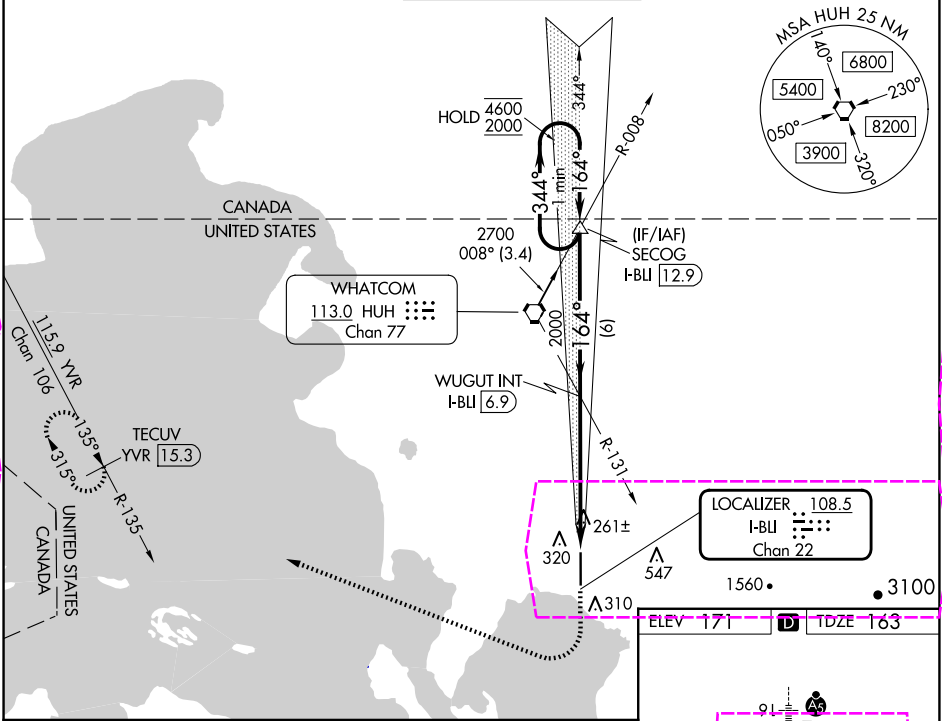 MSA HUH 25 NM
140°
6800
5400
230°
050°
8200
3900
320°
HOLD 4600
2000
344°
R-008
344°
1 min
164°
CANADA
UNITED STATES
2700
008° (3.4)
(IF/IAF)
SECOG
I-BLI 12.9
WHATCOM
113.0 HUH
Chan 77
2000
164°
(6)
115.9 YVR
Chan 106
WUGUT INT
I-BLI 6.9
135°
TECUV
YVR 15.3
315°
R-135
R-131
UNITED STATES
CANADA
LOCALIZER 108.5
I-BLI
Chan 22
261±
320
547
1560
3100
310
ELEV 171
D
TDZE 163
16
A5